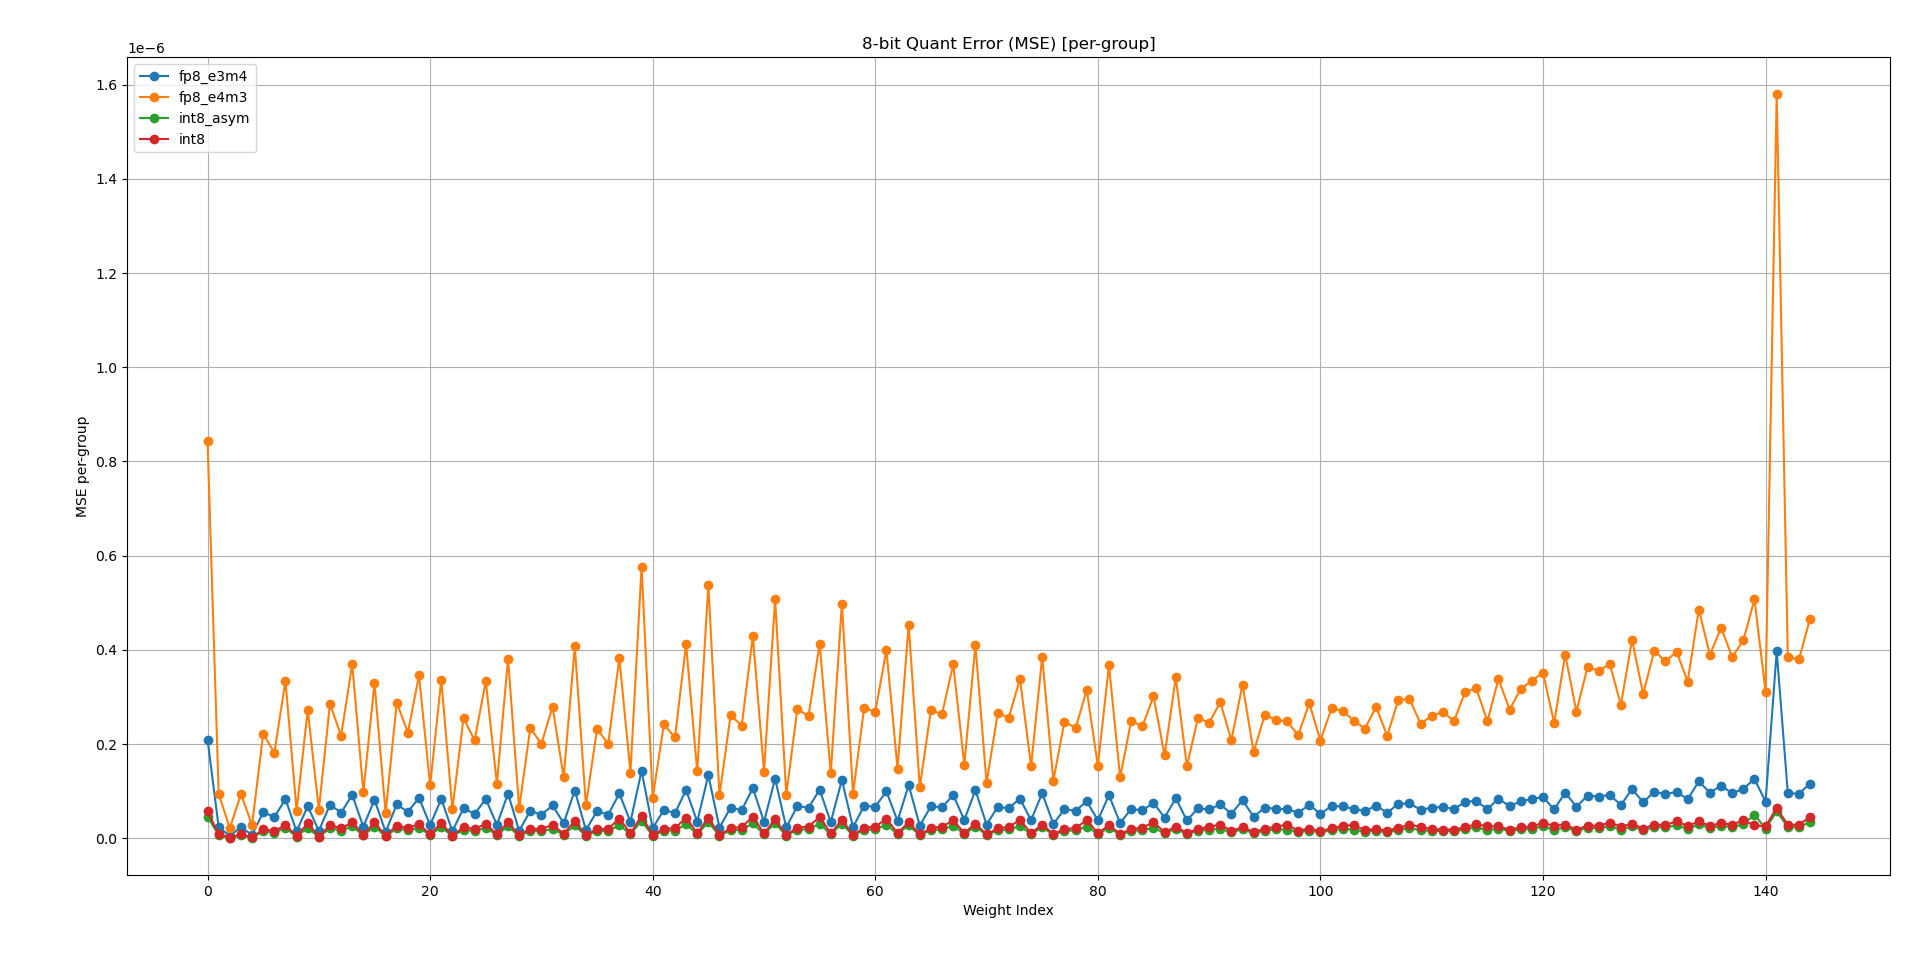 8-bit Quant Error (MSE) [per-group]
1e−6
fp8_e3m4
fp8_e4m3
int8_asym
int8
1.6
1.4
1.2
1.0
0.8
0.6
0.4
0.2
0.0
MSE per-group
0 20 40 60 80 100 120 140
Weight Index